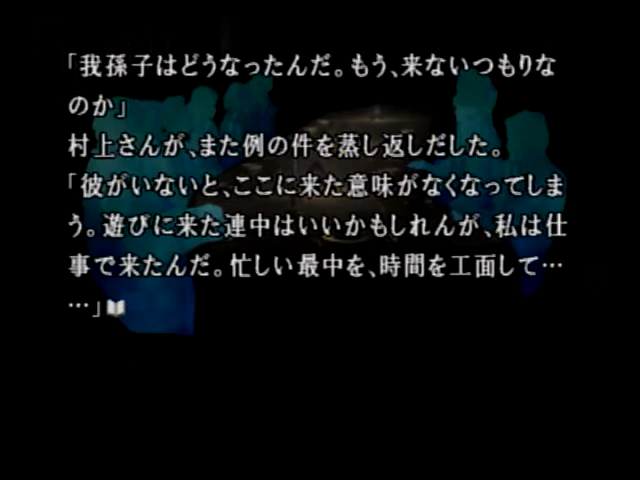 「我孫子はどうなったんだ。もう、来ないつもりな
のか」
村上さんが、また例の件を蒸し返しだした。
「彼がいないと、ここに来た意味がなくなってしま
う。遊びに来た連中はいいかもしれんが、私は仕
事で来たんだ。忙しい最中を、時間を工面して…
…」